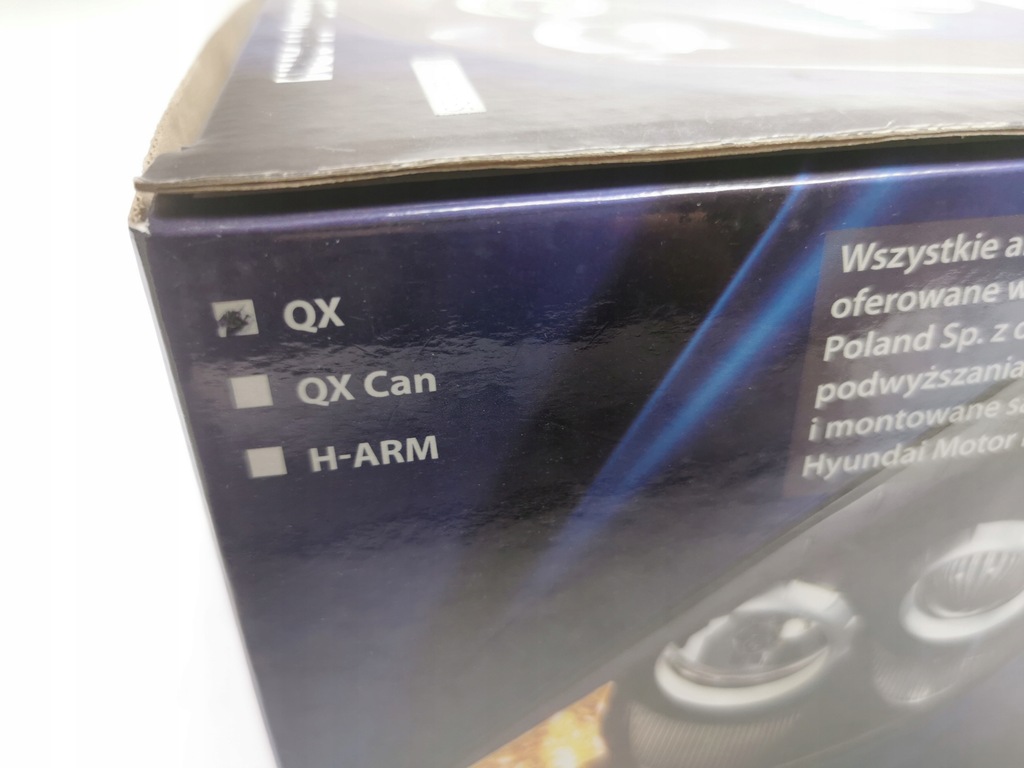 QX
QX Can
H-ARM
Wszystkie
oferowane
Poland Sp. z
podwyższania
i montowane
Hyundai Motor